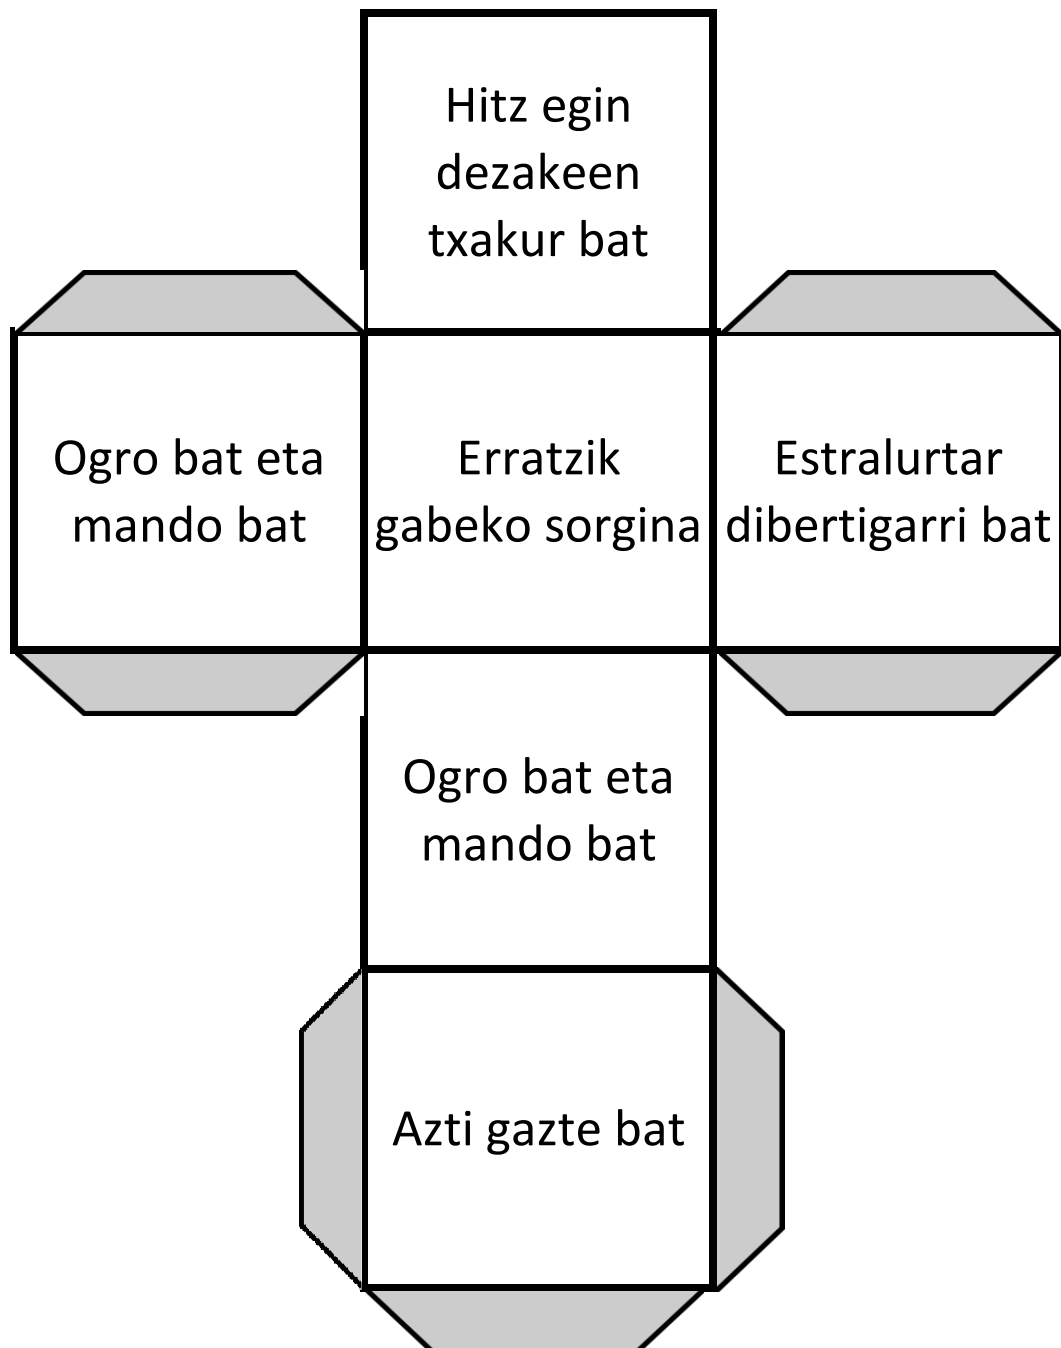 Hitz egin
dezakeen
txakur bat
Ogro bat eta
mando bat
Erratzik
gabeko sorgina
Estralurtar
dibertigarri bat
Ogro bat eta
mando bat
Azti gazte bat